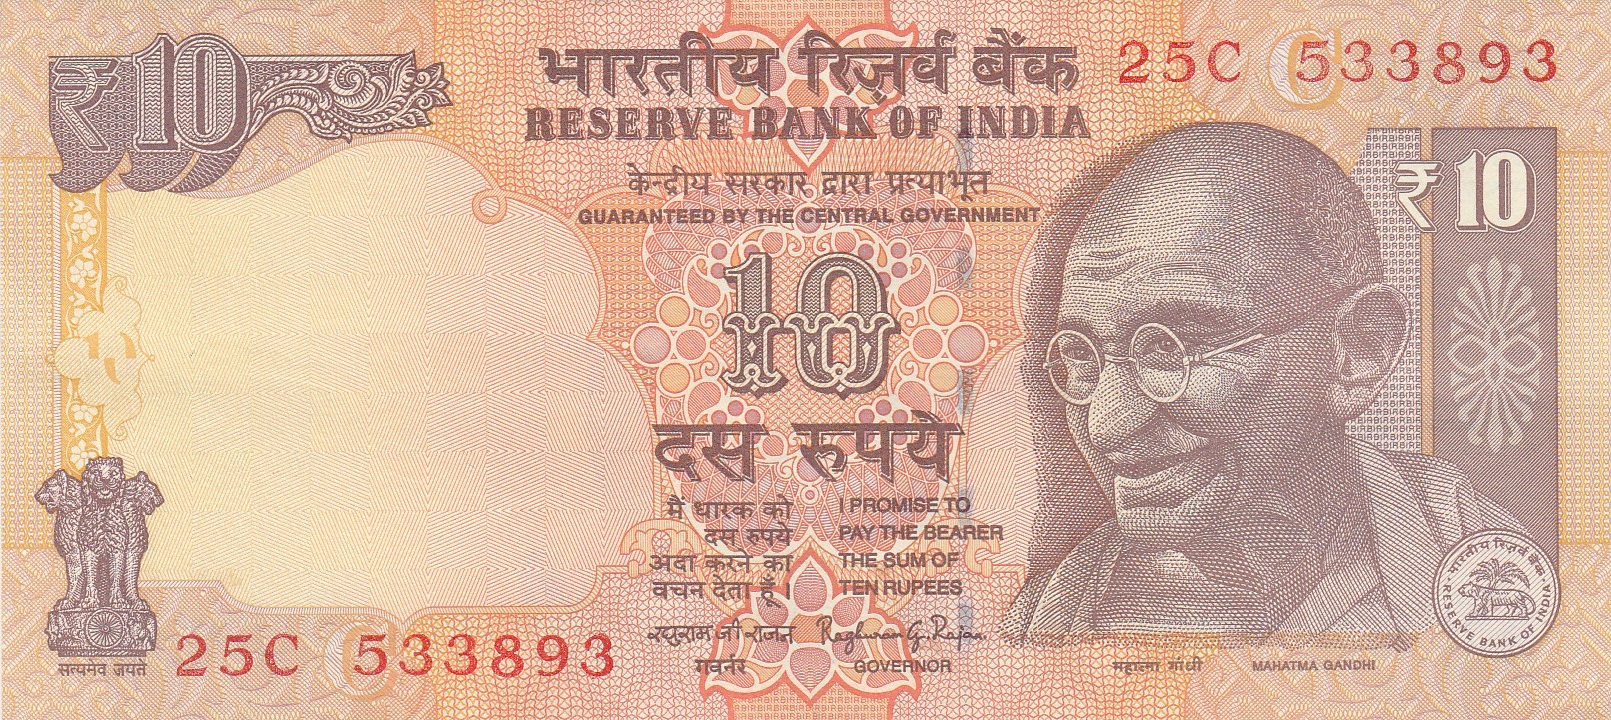 ₹10
भारतीय रिज़र्व बैंक
RESERVE BANK OF INDIA
25C 533893
केन्द्रीय सरकार द्वारा प्रत्याभूत
GUARANTEED BY THE CENTRAL GOVERNMENT
₹10
10
दस रुपये
मैं धारक को
दस रुपये
अदा करने का
वचन देता हूँ।
I PROMISE TO
PAY THE BEARER
THE SUM OF
TEN RUPEES
रघुराम जी राजन
Raghuram G. Rajan
गवर्नर
GOVERNOR
सत्यमेव जयते
25C 533893
महात्मा गांधी
MAHATMA GANDHI
भारतीय रिज़र्व बैंक
RESERVE BANK OF INDIA